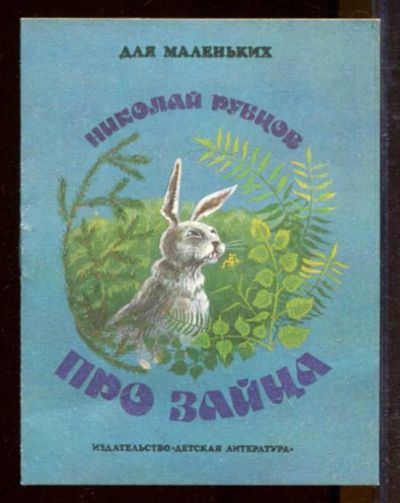 ДЛЯ МАЛЕНЬКИХ
НИКОЛАЙ РУБЦОВ
ПРО ЗАЙЦА
ИЗДАТЕЛЬСТВО «ДЕТСКАЯ ЛИТЕРАТУРА»